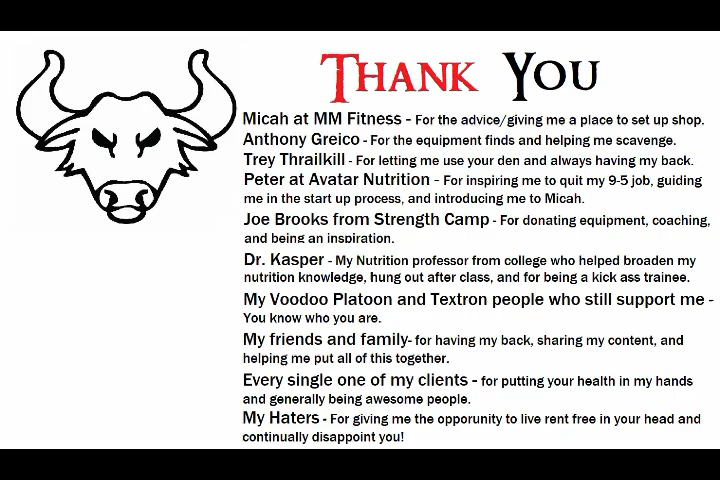 THANK YOU
Micah at MM Fitness - For the advice/giving me a place to set up shop.
Anthony Greico - For the equipment finds and helping me scavenge.
Trey Thrailkill - For letting me use your den and always having my back.
Peter at Avatar Nutrition - For inspiring me to quit my 9-5 job, guiding
me in the start up process, and introducing me to Micah.
Joe Brooks from Strength Camp - For donating equipment, coaching,
and being an inspiration.
Dr. Kasper - My Nutrition professor from college who helped broaden my
nutrition knowledge, hung out after class, and for being a kick ass trainee.
My Voodoo Platoon and Textron people who still support me -
You know who you are.
My friends and family- for having my back, sharing my content, and
helping me put all of this together.
Every single one of my clients - for putting your health in my hands
and generally being awesome people.
My Haters - For giving me the opporunity to live rent free in your head and
continually disappoint you!